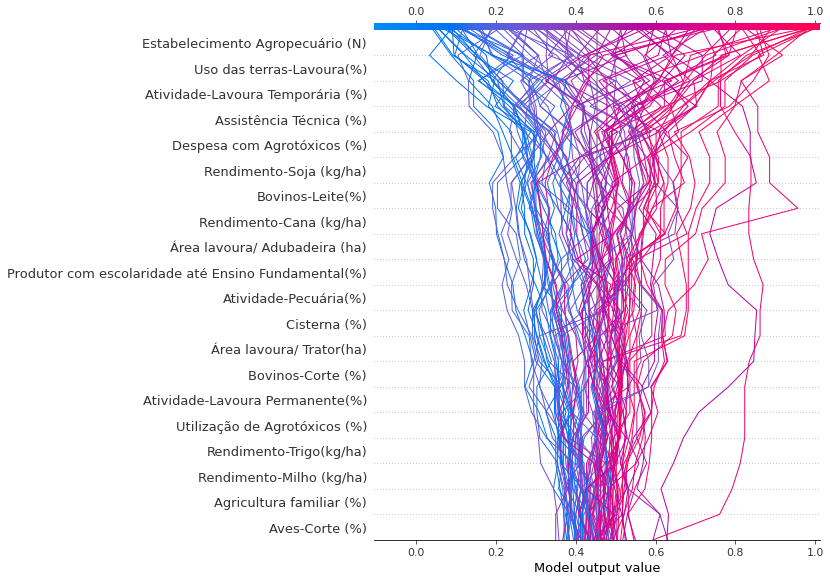 0.0 0.2 0.4 0.6 0.8 1.0
Estabelecimento Agropecuário (N)
Uso das terras-Lavoura(%)
Atividade-Lavoura Temporária (%)
Assistência Técnica (%)
Despesa com Agrotóxicos (%)
Rendimento-Soja (kg/ha)
Bovinos-Leite(%)
Rendimento-Cana (kg/ha)
Área lavoura/ Adubadeira (ha)
Produtor com escolaridade até Ensino Fundamental(%)
Atividade-Pecuária(%)
Cisterna (%)
Área lavoura/ Trator(ha)
Bovinos-Corte (%)
Atividade-Lavoura Permanente(%)
Utilização de Agrotóxicos (%)
Rendimento-Trigo(kg/ha)
Rendimento-Milho (kg/ha)
Agricultura familiar (%)
Aves-Corte (%)
0.0 0.2 0.4 0.6 0.8 1.0
Model output value